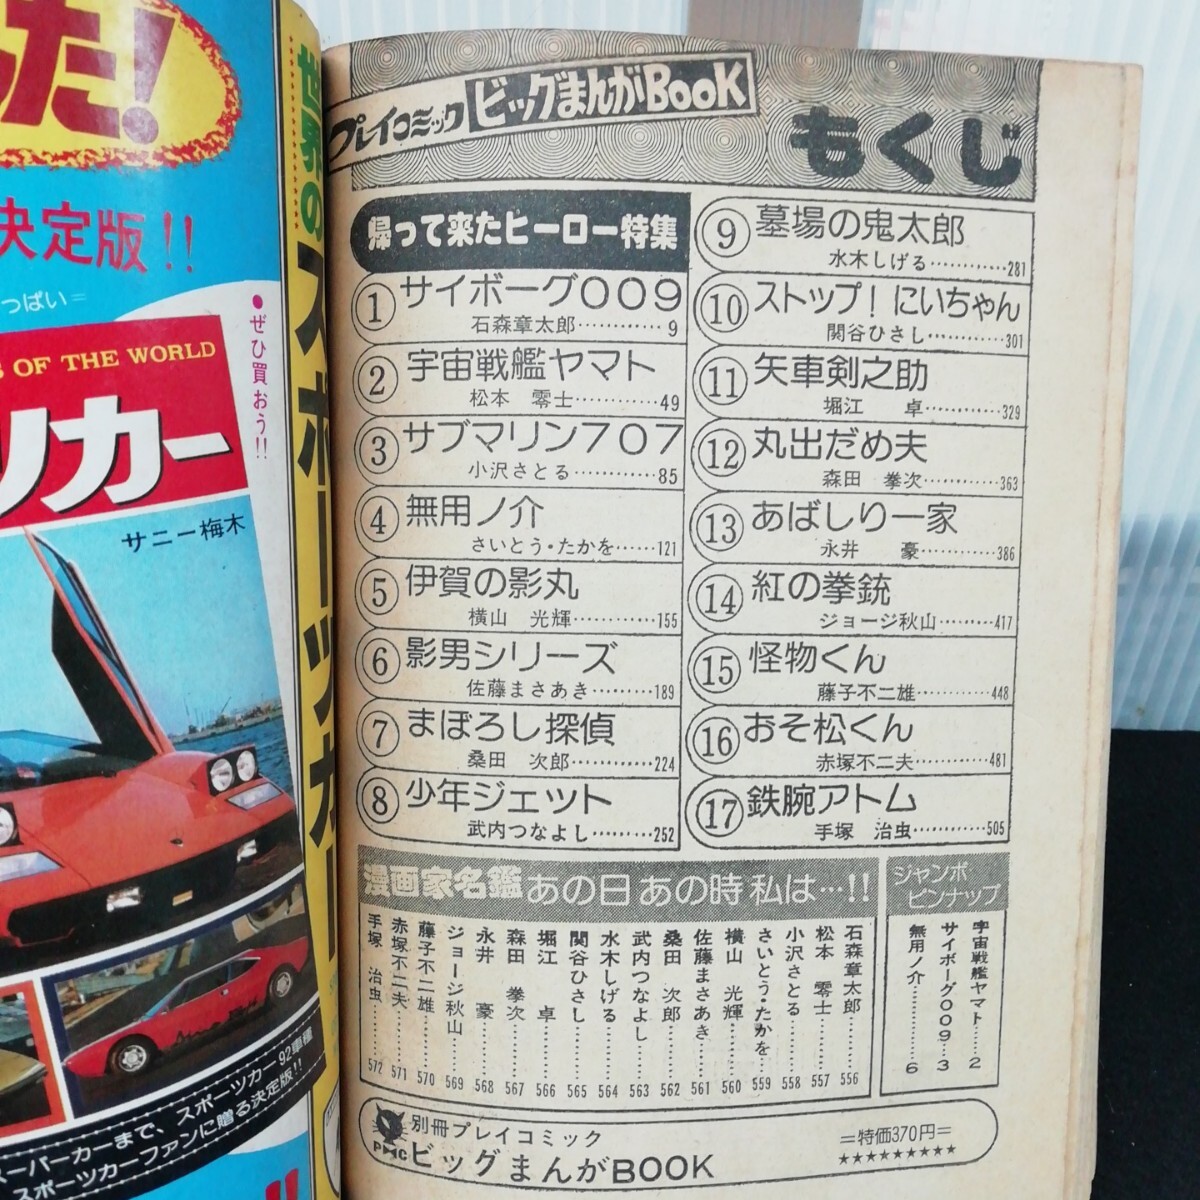 った!
決定版!!
っぱい=
●ぜひ買おう!!
S OF THE WORLD
リカー
サニー梅木
世界のスポーツカー
スーパーカーまで、スポーツカー92車種
スポーツカーファンに贈る決定版!!
プレイコミック ビッグまんがBOOK
もくじ
帰って来たヒーロー特集
① サイボーグ009
石森章太郎…………9
② 宇宙戦艦ヤマト
松本 零士…………49
③ サブマリン707
小沢さとる…………85
④ 無用ノ介
さいとう・たかを……121
⑤ 伊賀の影丸
横山 光輝…………155
⑥ 影男シリーズ
佐藤まさあき………189
⑦ まぼろし探偵
桑田 次郎…………224
⑧ 少年ジェット
武内つなよし………252
⑨ 墓場の鬼太郎
水木しげる…………281
⑩ ストップ!にいちゃん
関谷ひさし…………301
⑪ 矢車剣之助
堀江 卓…………329
⑫ 丸出だめ夫
森田 拳次…………363
⑬ あばしり一家
永井 豪…………386
⑭ 紅の拳銃
ジョージ秋山………417
⑮ 怪物くん
藤子不二雄…………448
⑯ おそ松くん
赤塚不二夫…………481
⑰ 鉄腕アトム
手塚 治虫…………505
漫画家名鑑 あの日あの時私は…!!
石森章太郎……556
松本 零士……557
小沢さとる……558
さいとう・たかを……559
横山 光輝……560
佐藤まさあき……561
桑田 次郎……562
武内つなよし……563
水木しげる……564
関谷ひさし……565
堀江 卓……566
森田 拳次……567
永井 豪……568
ジョージ秋山……569
藤子不二雄……570
赤塚不二夫……571
手塚 治虫……572
ジャンボピンナップ
宇宙戦艦ヤマト…2
サイボーグ009…3
無用ノ介…………6
PMC
別冊プレイコミック
ビッグまんがBOOK
=特価370円=
★★★★★★★★★